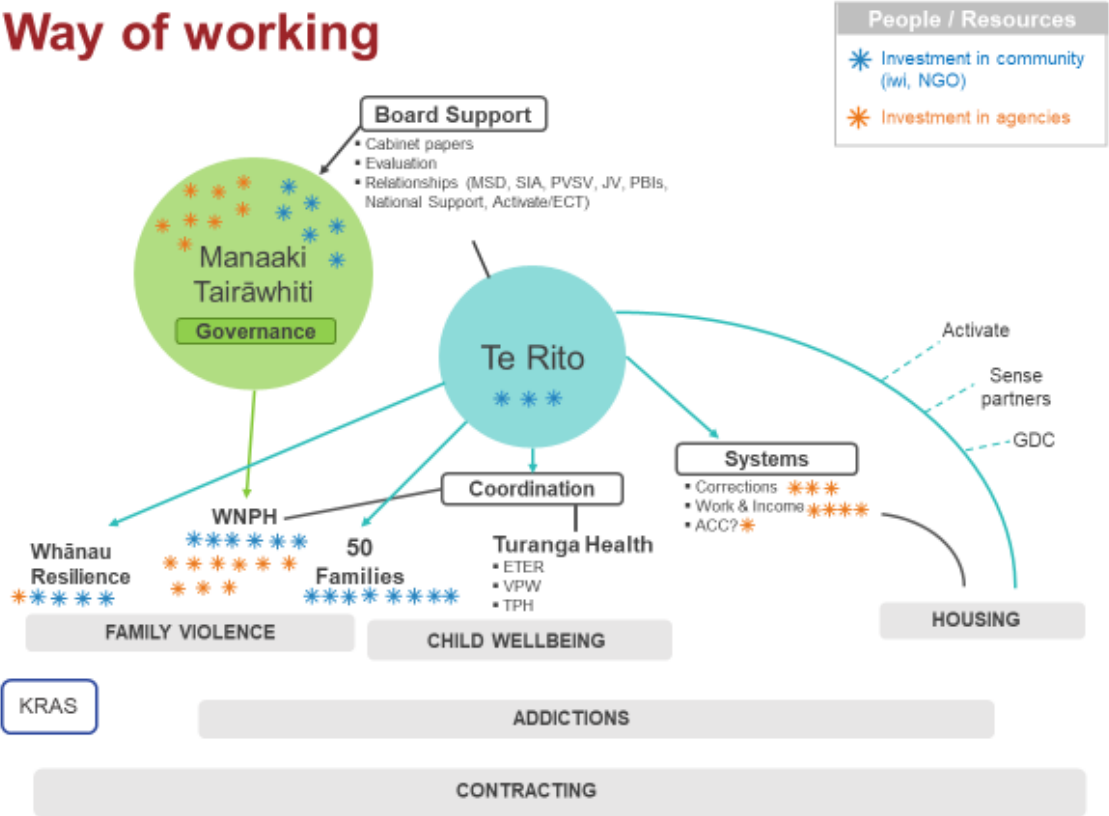 Way of working
People / Resources
Investment in community
(iwi, NGO)
Investment in agencies
Board Support
▪ Cabinet papers
▪ Evaluation
▪ Relationships (MSD, SIA, PVSV, JV, PBIs,
National Support, Activate/ECT)
Manaaki
Tairāwhiti
Governance
Te Rito
Activate
Sense
partners
GDC
Systems
▪ Corrections
▪ Work & Income
▪ ACC?
Coordination
WNPH
Whānau
Resilience
50
Families
Turanga Health
▪ ETER
▪ VPW
▪ TPH
FAMILY VIOLENCE
CHILD WELLBEING
HOUSING
KRAS
ADDICTIONS
CONTRACTING